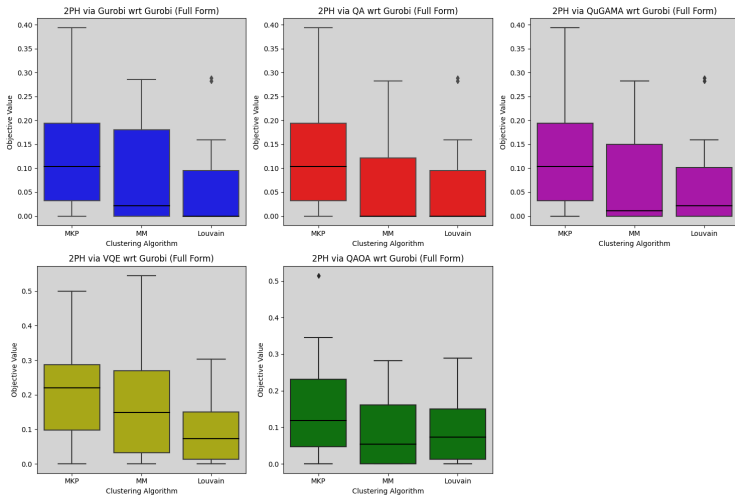 2PH via Gurobi wrt Gurobi (Full Form)
0.40
0.35
0.30
0.25
0.20
0.15
0.10
0.05
0.00
Objective Value
MKP MM Louvain
Clustering Algorithm
2PH via QA wrt Gurobi (Full Form)
0.40
0.35
0.30
0.25
0.20
0.15
0.10
0.05
0.00
Objective Value
MKP MM Louvain
Clustering Algorithm
2PH via QuGAMA wrt Gurobi (Full Form)
0.40
0.35
0.30
0.25
0.20
0.15
0.10
0.05
0.00
Objective Value
MKP MM Louvain
Clustering Algorithm
2PH via VQE wrt Gurobi (Full Form)
0.5
0.4
0.3
0.2
0.1
0.0
Objective Value
MKP MM Louvain
Clustering Algorithm
2PH via QAOA wrt Gurobi (Full Form)
0.5
0.4
0.3
0.2
0.1
0.0
Objective Value
MKP MM Louvain
Clustering Algorithm